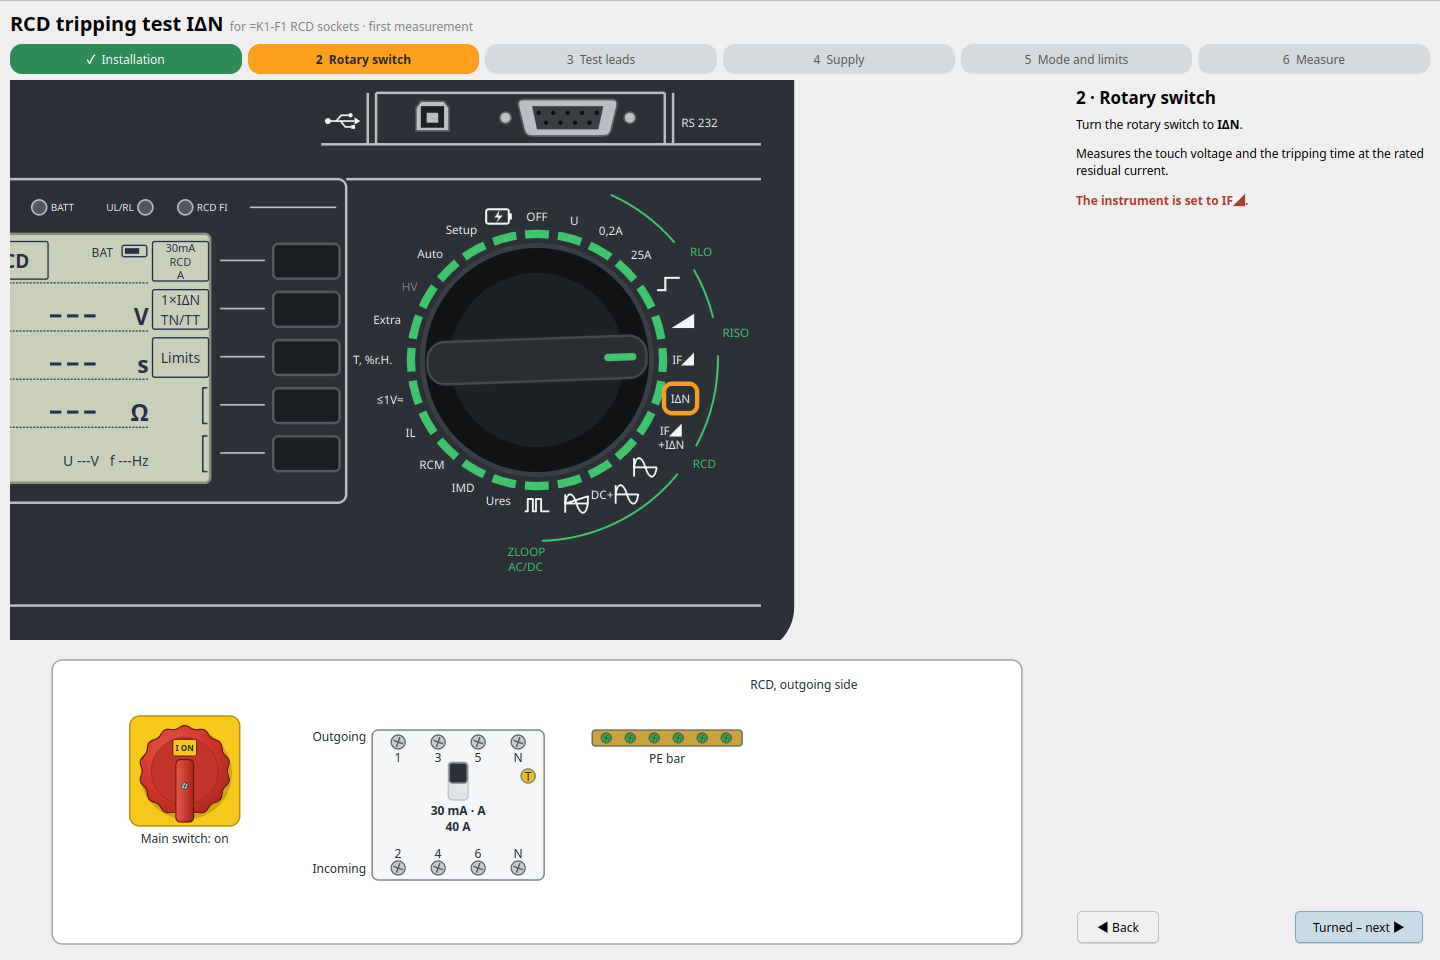 RCD tripping test IΔN for =K1-F1 RCD sockets · first measurement
✓ Installation
2 Rotary switch
3 Test leads
4 Supply
5 Mode and limits
6 Measure
RS 232
BATT
UL/RL
RCD FI
CD
BAT
30mA
RCD
A
--- V
1×IΔN
TN/TT
--- s
Limits
--- Ω
U ---V f ---Hz
OFF
U
0,2A
25A
IF
IΔN
IF
+IΔN
DC+
Ures
IMD
RCM
IL
≤1V=
T, %r.H.
Extra
HV
Auto
Setup
RLO
RISO
RCD
ZLOOP
AC/DC
2 · Rotary switch
Turn the rotary switch to IΔN.
Measures the touch voltage and the tripping time at the rated
residual current.
The instrument is set to IF◢.
RCD, outgoing side
I ON
Main switch: on
Outgoing
1 3 5 N
T
30 mA · A
40 A
2 4 6 N
Incoming
PE bar
◀ Back
Turned – next ▶